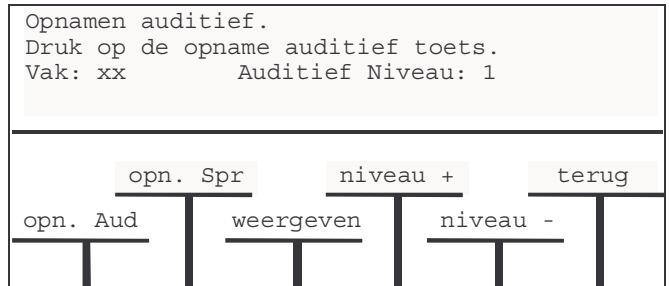 Opnamen auditief.
Druk op de opname auditief toets.
Vak: xx Auditief Niveau: 1
opn. Spr niveau + terug
opn. Aud weergeven niveau -